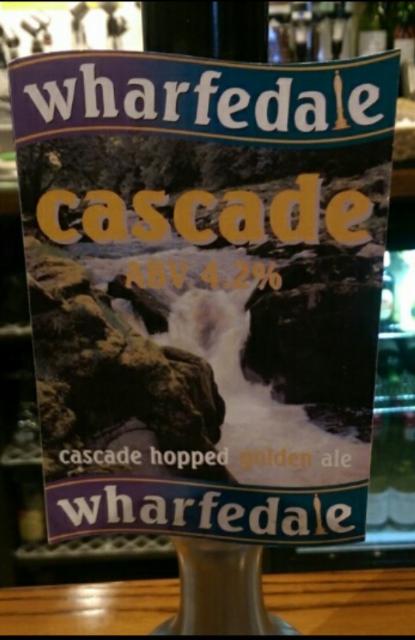 wharfedale
cascade
ABV 4.2%
cascade hopped golden ale
wharfedale